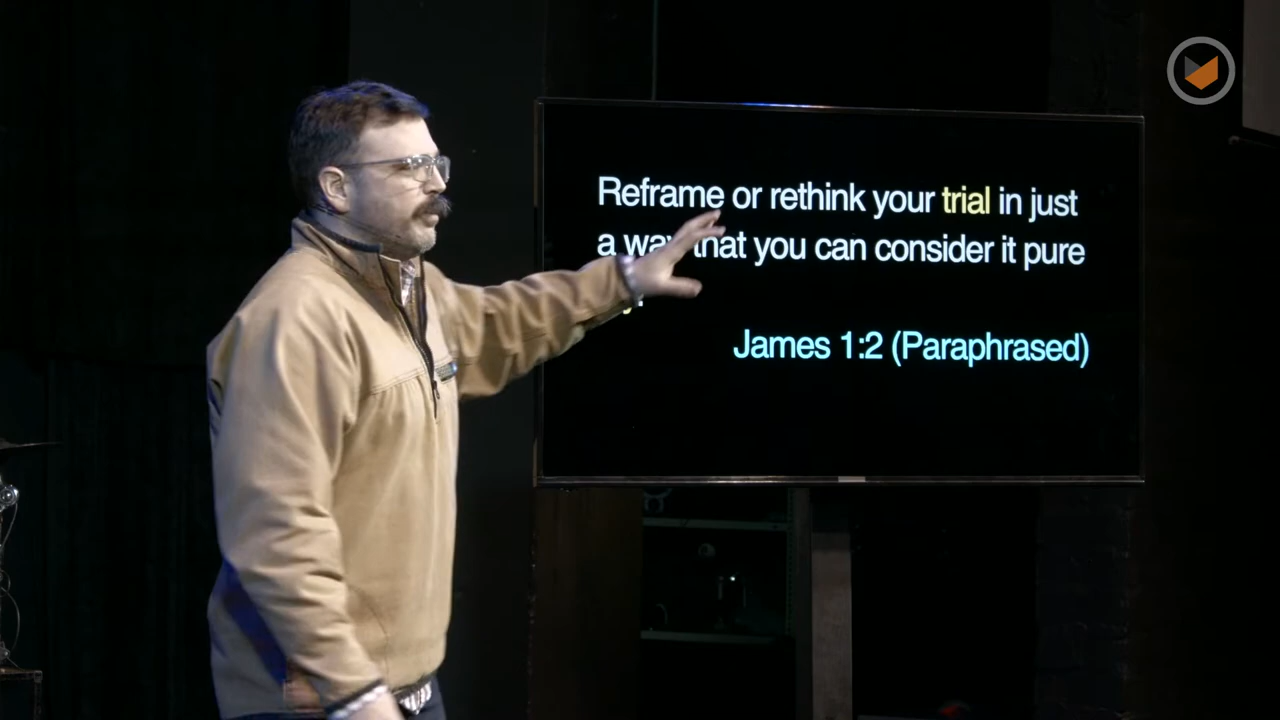 Reframe or rethink your trial in just
a way that you can consider it pure
James 1:2 (Paraphrased)